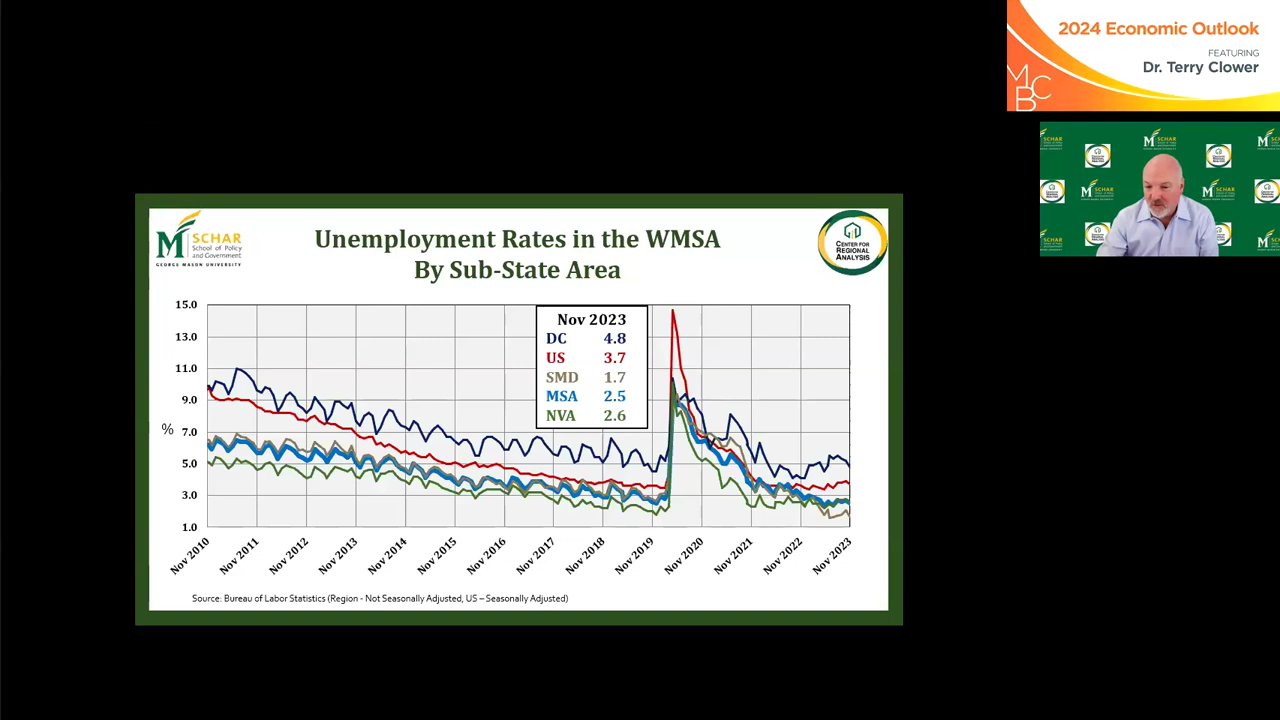 2024 Economic Outlook
FEATURING
Dr. Terry Clower
MCB
M SCHAR
School of Policy
and Government
GEORGE MASON UNIVERSITY
Unemployment Rates in the WMSA
By Sub-State Area
CENTER FOR
REGIONAL
ANALYSIS
15.0
13.0
11.0
9.0
7.0
5.0
3.0
1.0
%
Nov 2023
DC 4.8
US 3.7
SMD 1.7
MSA 2.5
NVA 2.6
Nov 2010
Nov 2011
Nov 2012
Nov 2013
Nov 2014
Nov 2015
Nov 2016
Nov 2017
Nov 2018
Nov 2019
Nov 2020
Nov 2021
Nov 2022
Nov 2023
Source: Bureau of Labor Statistics (Region - Not Seasonally Adjusted, US – Seasonally Adjusted)
SCHAR
SCHAR
SCHAR
SCHAR